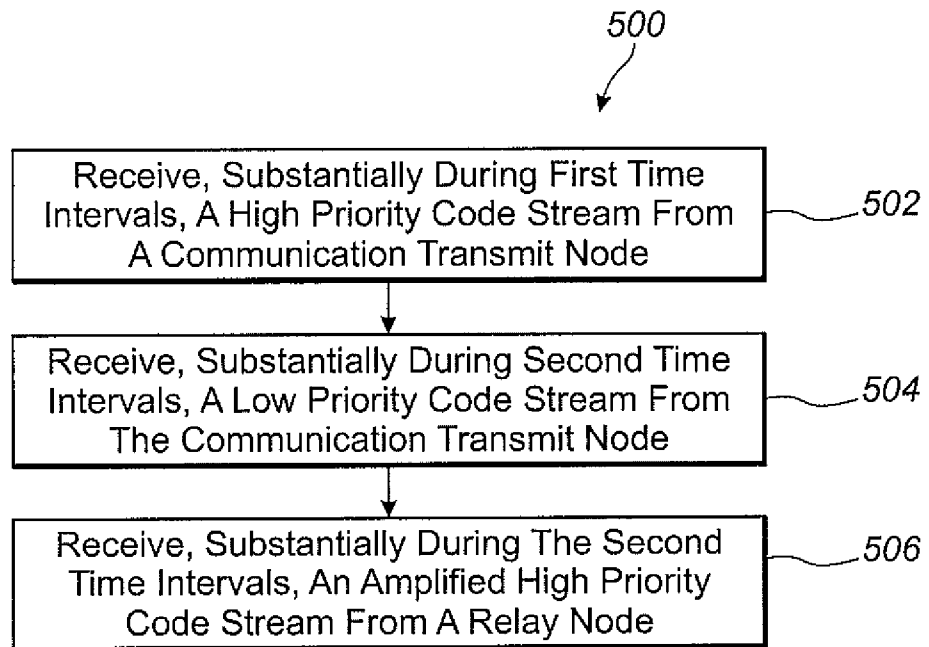 500
Receive, Substantially During First Time
Intervals, A High Priority Code Stream From
A Communication Transmit Node
502
Receive, Substantially During Second Time
Intervals, A Low Priority Code Stream From
The Communication Transmit Node
504
Receive, Substantially During The Second
Time Intervals, An Amplified High Priority
Code Stream From A Relay Node
506